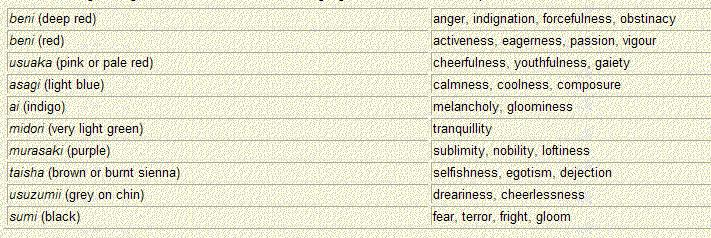 beni (deep red) anger, indignation, forcefulness, obstinacy
beni (red) activeness, eagerness, passion, vigour
usuaka (pink or pale red) cheerfulness, youthfulness, gaiety
asagi (light blue) calmness, coolness, composure
ai (indigo) melancholy, gloominess
midori (very light green) tranquillity
murasaki (purple) sublimity, nobility, loftiness
taisha (brown or burnt sienna) selfishness, egotism, dejection
usuzumii (grey on chin) dreariness, cheerlessness
sumi (black) fear, terror, fright, gloom